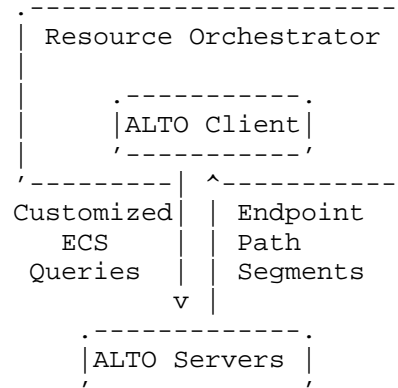 Resource Orchestrator
ALTO Client
Customized Endpoint
ECS Path
Queries Segments
ALTO Servers